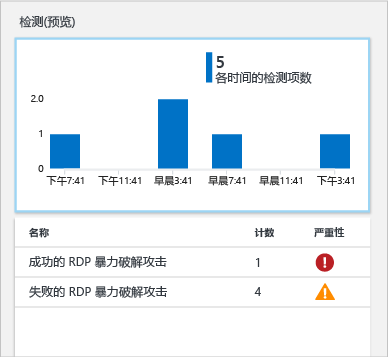 检测(预览)
5
各时间的检测项数
2.0
1
0
下午7:41 下午11:41 早晨3:41 早晨7:41 早晨11:41 下午3:41
名称 计数 严重性
成功的 RDP 暴力破解攻击 1
失败的 RDP 暴力破解攻击 4